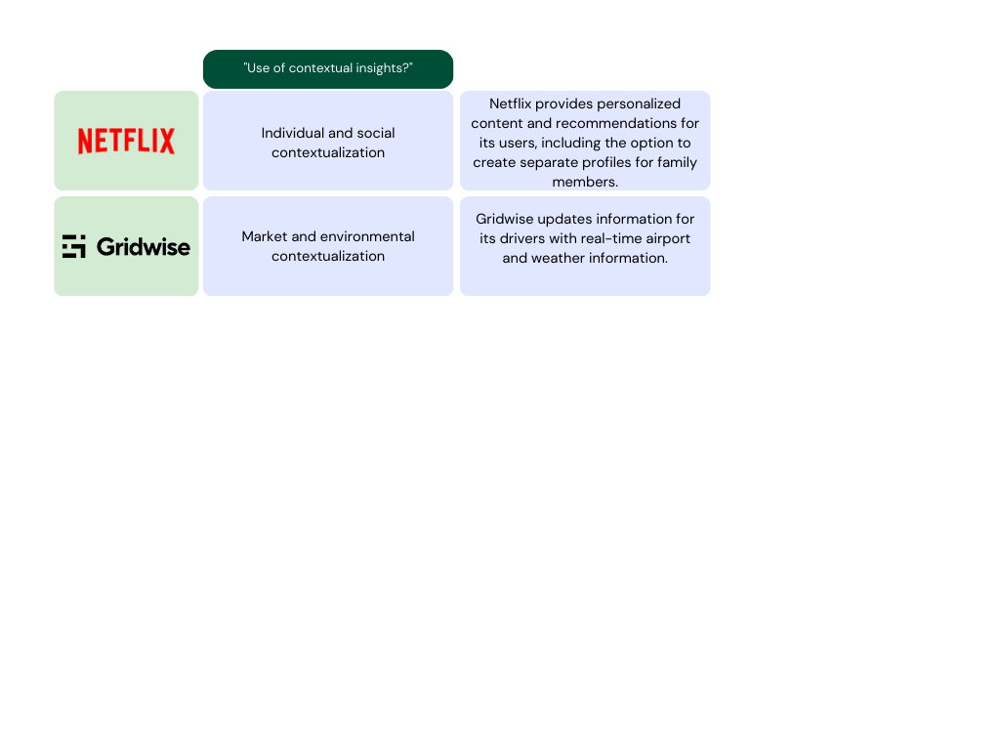 "Use of contextual insights?"
NETFLIX
Individual and social
contextualization
Netflix provides personalized
content and recommendations for
its users, including the option to
create separate profiles for family
members.
Gridwise
Market and environmental
contextualization
Gridwise updates information for
its drivers with real-time airport
and weather information.